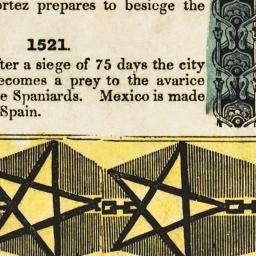 ortez prepares to besiege the
1521.
fter a siege of 75 days the city
ecomes a prey to the avarice
e Spaniards. Mexico is made
Spain.